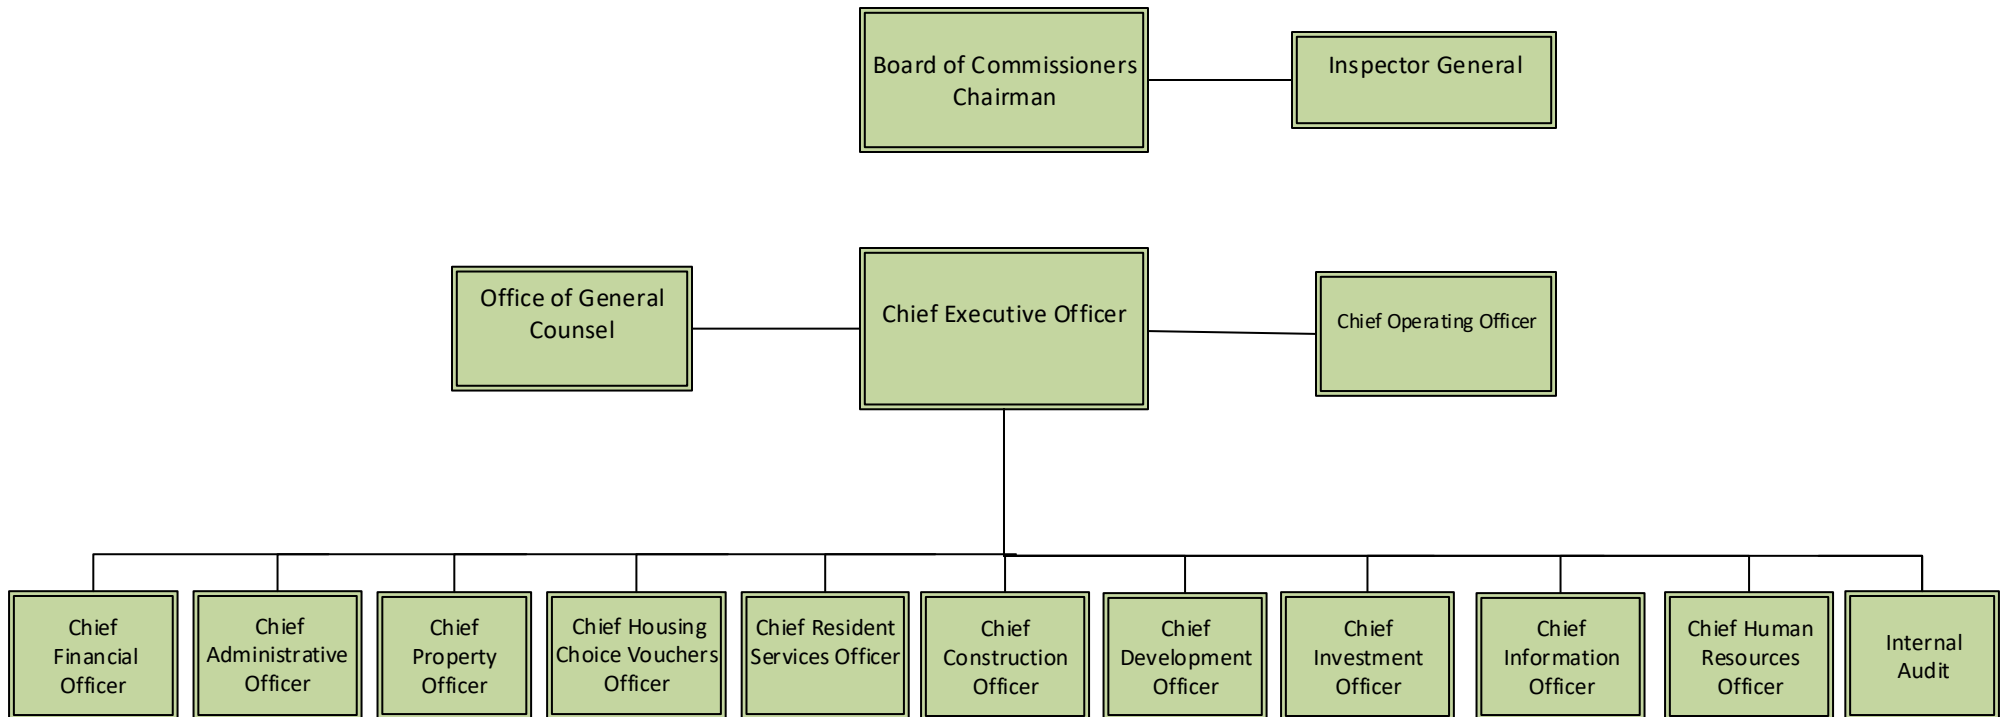 Board of Commissioners
Chairman
Inspector General
Office of General
Counsel
Chief Executive Officer
Chief Operating Officer
Chief
Financial
Officer
Chief
Administrative
Officer
Chief
Property
Officer
Chief Housing
Choice Vouchers
Officer
Chief Resident
Services Officer
Chief
Construction
Officer
Chief
Development
Officer
Chief
Investment
Officer
Chief
Information
Officer
Chief Human
Resources
Officer
Internal
Audit